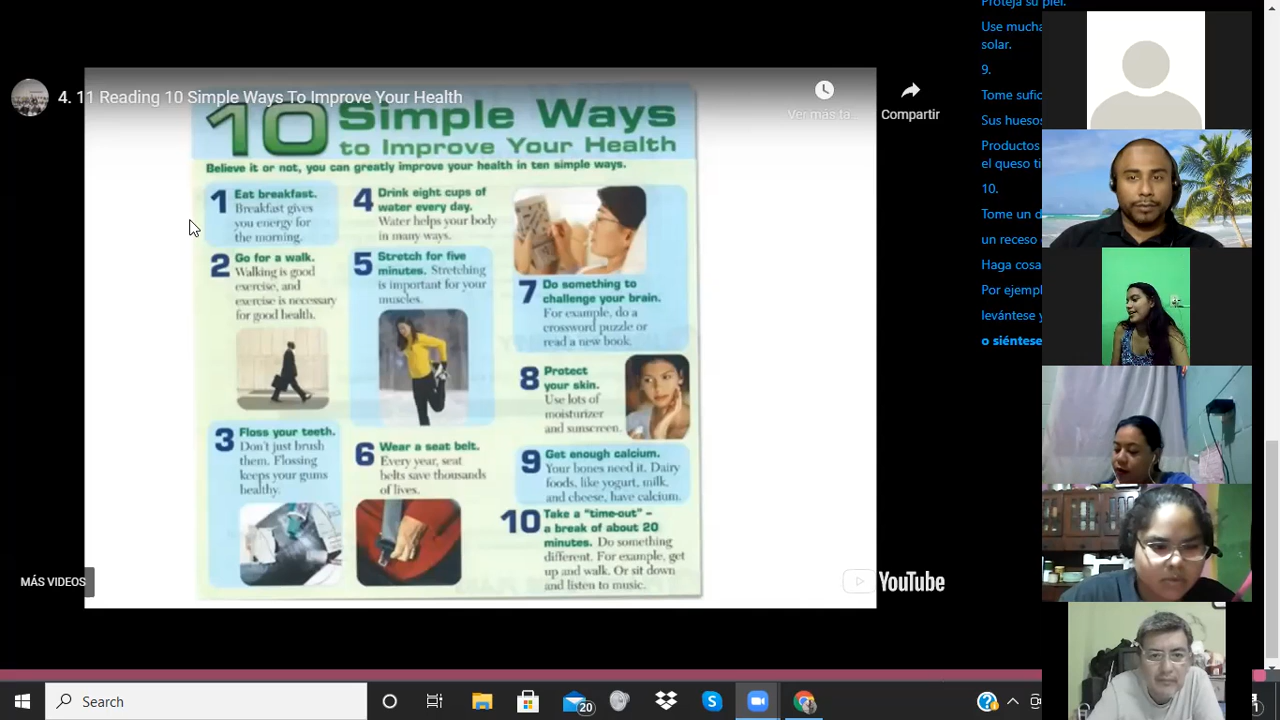 4. 11 Reading 10 Simple Ways To Improve Your Health
Ver más ta...
Compartir
10 Simple Ways
to Improve Your Health
Believe it or not, you can greatly improve your health in ten simple ways.
1 Eat breakfast.
Breakfast gives
you energy for
the morning.
2 Go for a walk.
Walking is good
exercise, and
exercise is necessary
for good health.
3 Floss your teeth.
Don't just brush
them. Flossing
keeps your gums
healthy.
4 Drink eight cups of
water every day.
Water helps your body
in many ways.
5 Stretch for five
minutes. Stretching
is important for your
muscles.
6 Wear a seat belt.
Every year, seat
belts save thousands
of lives.
7 Do something to
challenge your brain.
For example, do a
crossword puzzle or
read a new book.
8 Protect
your skin.
Use lots of
moisturizer
and sunscreen.
9 Get enough calcium.
Your bones need it. Dairy
foods, like yogurt, milk,
and cheese, have calcium.
10 Take a "time-out" –
a break of about 20
minutes. Do something
different. For example, get
up and walk. Or sit down
and listen to music.
MÁS VIDEOS
YouTube
Proteja su piel.
Use mucha
solar.
9.
Tome sufic
Sus huesos
Productos
el queso ti
10.
Tome un d
un receso
Haga cosa
Por ejempl
levántese y
o siéntese
Search
20
1